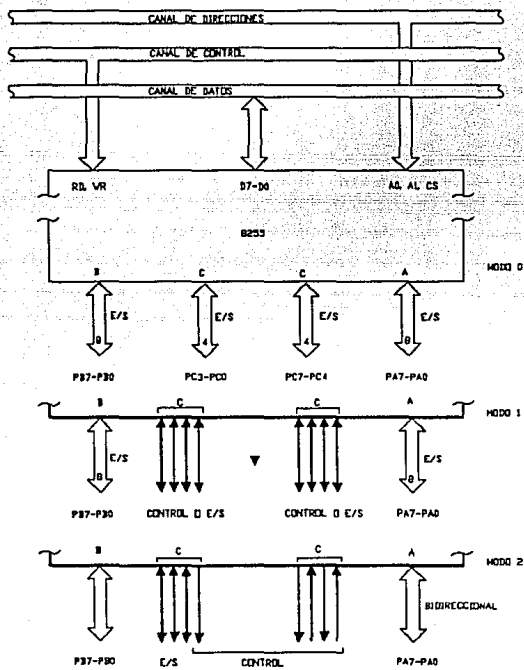 CANAL DE DIRECCIONES
CANAL DE CONTROL
CANAL DE DATOS
RD, WR D7-D0 A0, A1, CS
8255
MODO 0
B C C A
E/S E/S E/S E/S
8 4 4 8
PB7-PB0 PC3-PC0 PC7-PC4 PA7-PA0
B C C A
MODO 1
E/S E/S
8 8
PB7-PB0 CONTROL O E/S CONTROL O E/S PA7-PA0
B C C A
MODO 2
BIDIRECCIONAL
PB7-PB0 E/S CONTROL PA7-PA0